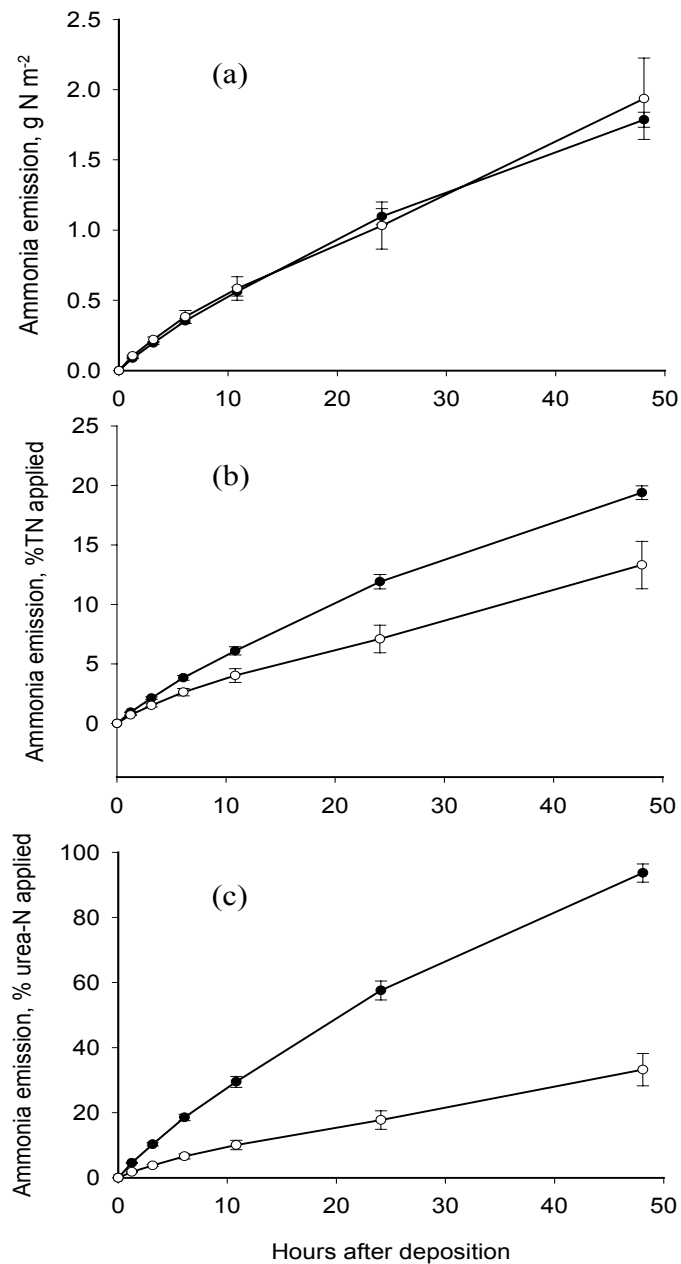 Ammonia emission, g N m-2
(a)
2.5
2.0
1.5
1.0
0.5
0.0
0 10 20 30 40 50
Ammonia emission, %TN applied
(b)
25
20
15
10
5
0
0 10 20 30 40 50
Ammonia emission, % urea-N applied
(c)
100
80
60
40
20
0
0 10 20 30 40 50
Hours after deposition